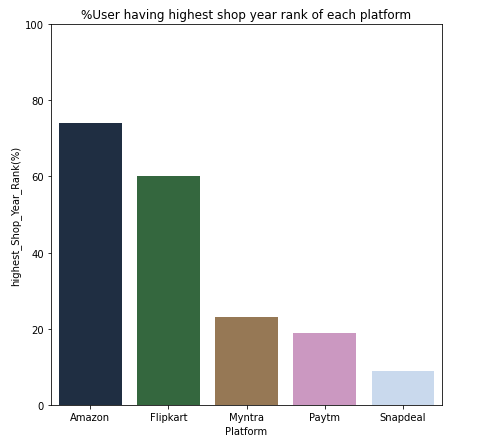 %User having highest shop year rank of each platform
100
80
60
40
20
0
highest_Shop_Year_Rank(%)
Amazon Flipkart Myntra Paytm Snapdeal
Platform